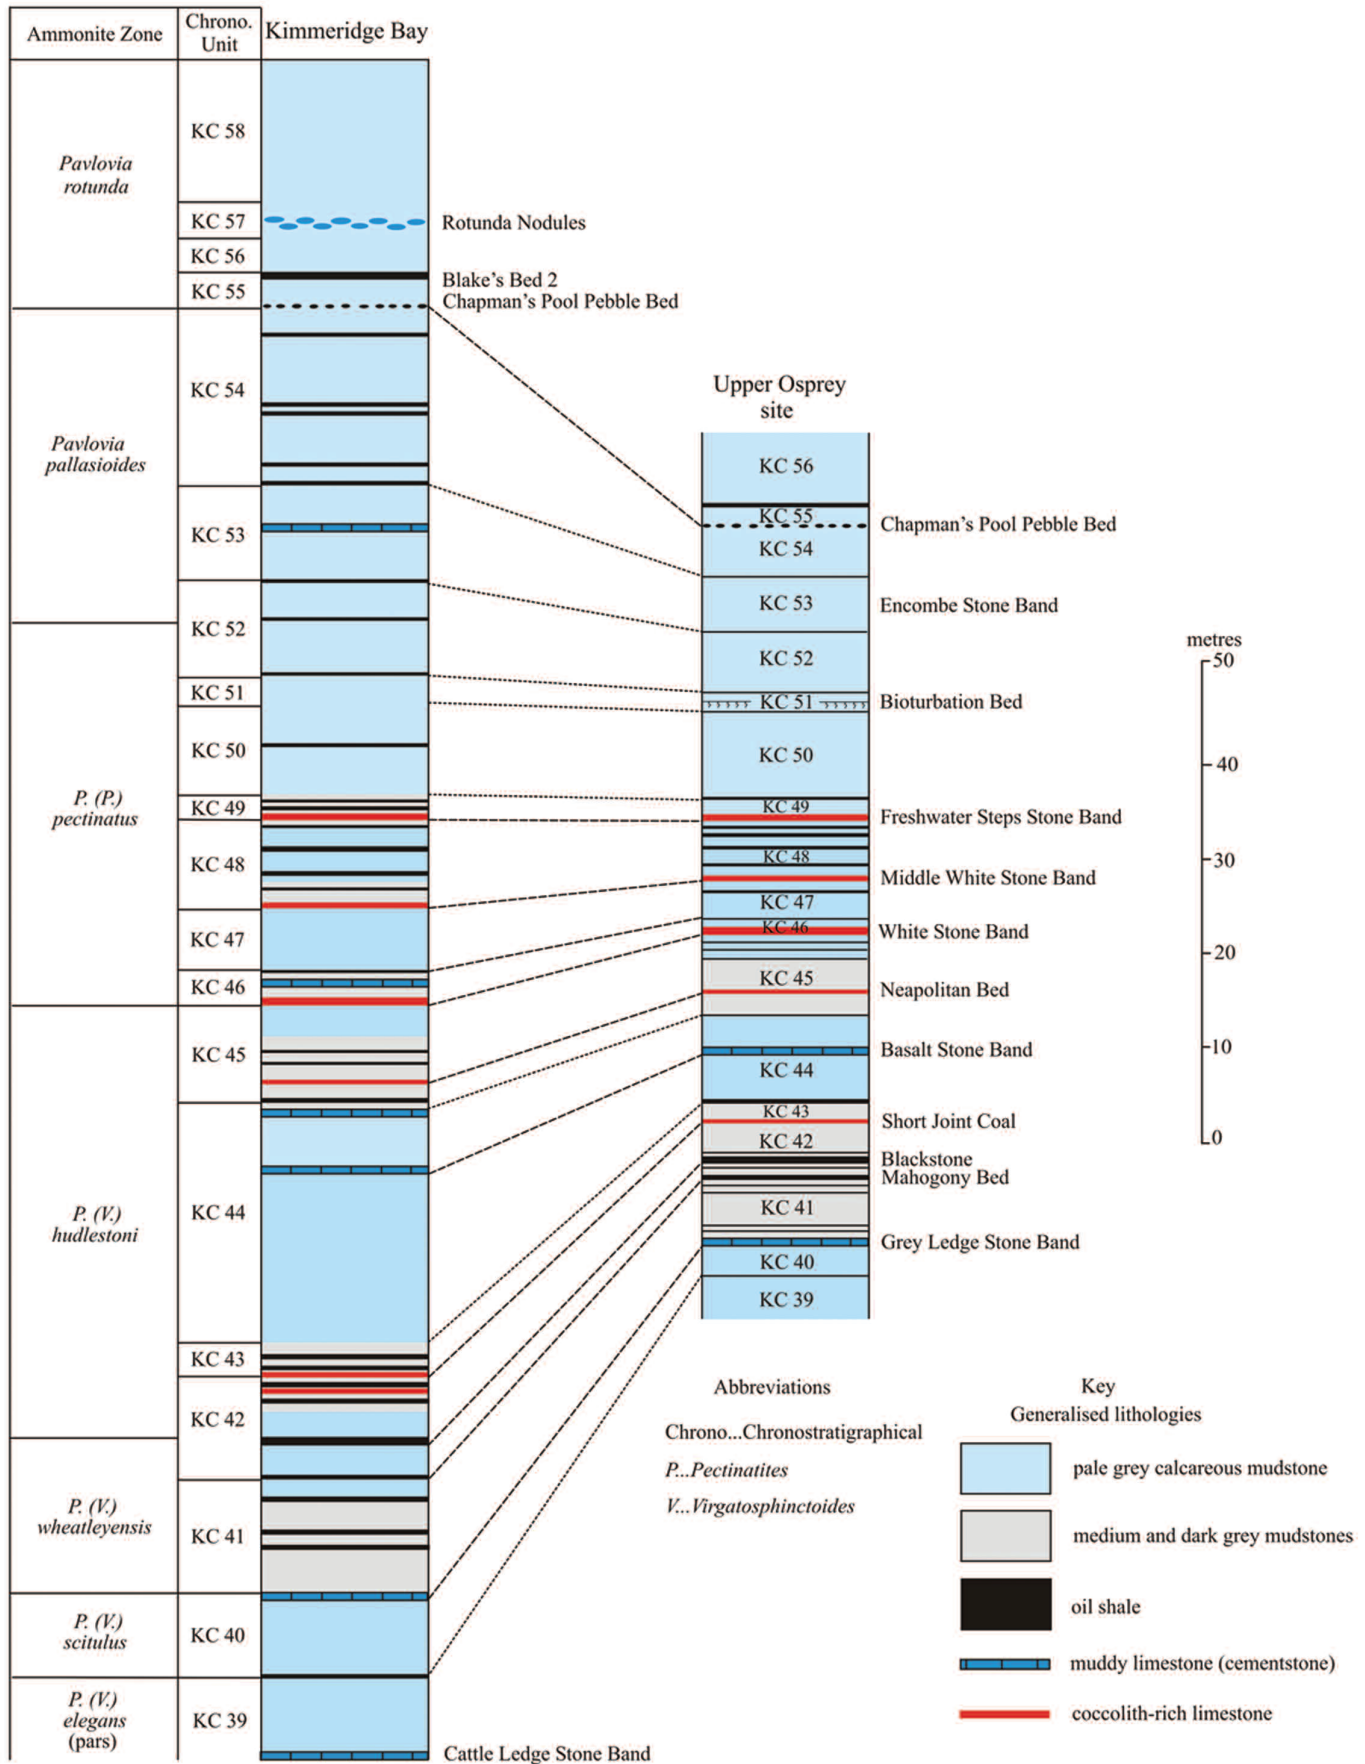 Ammonite Zone
Chrono.
Unit
Kimmeridge Bay
Pavlovia
rotunda
Pavlovia
pallasioides
P. (P.)
pectinatus
P. (V.)
hudlestoni
P. (V.)
wheatleyensis
P. (V.)
scitulus
P. (V.)
elegans
(pars)
KC 58
KC 57
KC 56
KC 55
KC 54
KC 53
KC 52
KC 51
KC 50
KC 49
KC 48
KC 47
KC 46
KC 45
KC 44
KC 43
KC 42
KC 41
KC 40
KC 39
Rotunda Nodules
Blake's Bed 2
Chapman's Pool Pebble Bed
Cattle Ledge Stone Band
Upper Osprey
site
KC 56
KC 55
KC 54
KC 53
KC 52
KC 51
KC 50
KC 49
KC 48
KC 47
KC 46
KC 45
KC 44
KC 43
KC 42
KC 41
KC 40
KC 39
Chapman's Pool Pebble Bed
Encombe Stone Band
Bioturbation Bed
Freshwater Steps Stone Band
Middle White Stone Band
White Stone Band
Neapolitan Bed
Basalt Stone Band
Short Joint Coal
Blackstone
Mahogony Bed
Grey Ledge Stone Band
metres
50
40
30
20
10
0
Abbreviations
Chrono...Chronostratigraphical
P...Pectinatites
V...Virgatosphinctoides
Key
Generalised lithologies
pale grey calcareous mudstone
medium and dark grey mudstones
oil shale
muddy limestone (cementstone)
coccolith-rich limestone